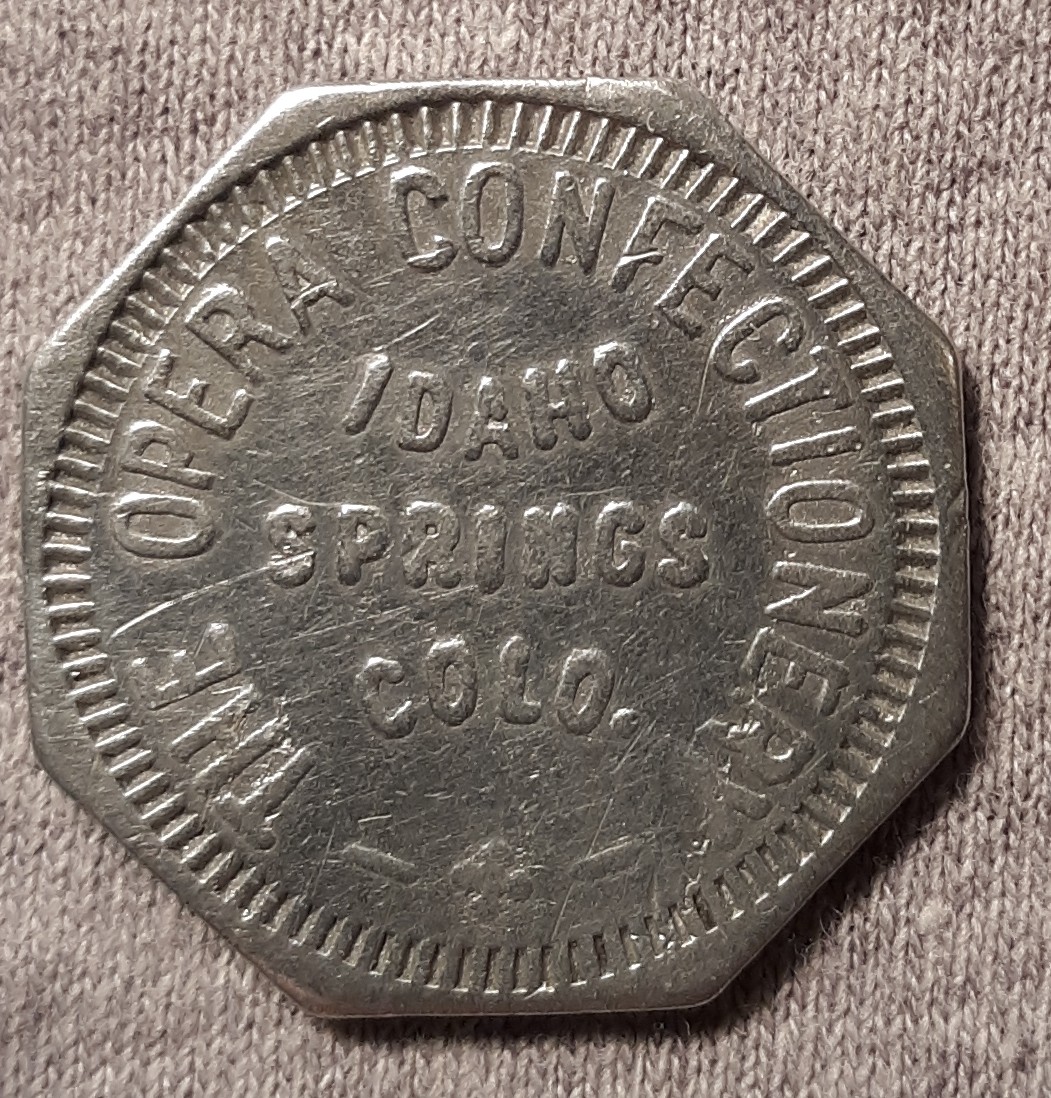 THE OPERA CONFECTIONERY
IDAHO
SPRINGS
COLO.